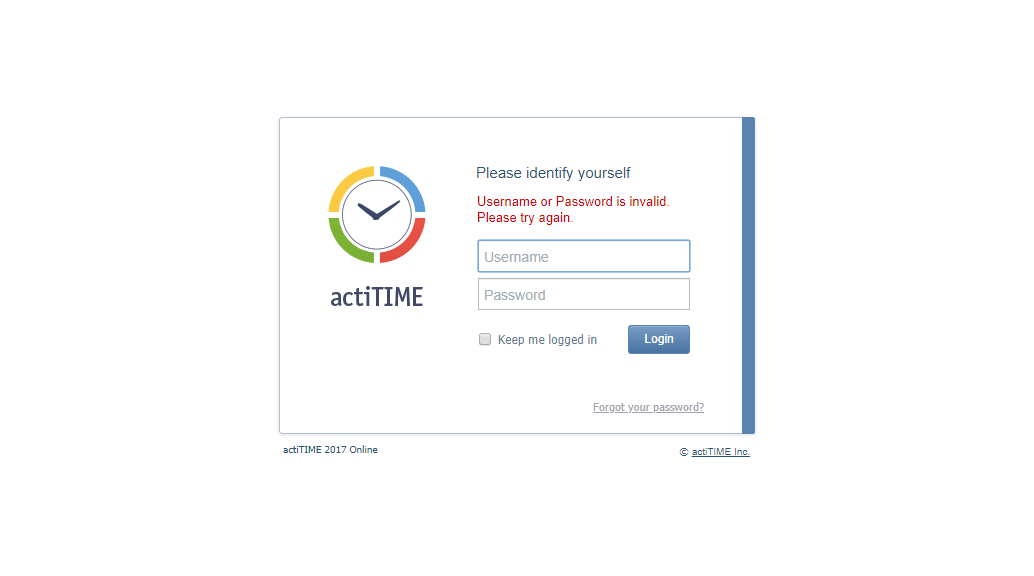 Please identify yourself
Username or Password is invalid.
Please try again.
Username
Password
actiTIME
Keep me logged in
Login
Forgot your password?
actiTIME 2017 Online
© actiTIME Inc.